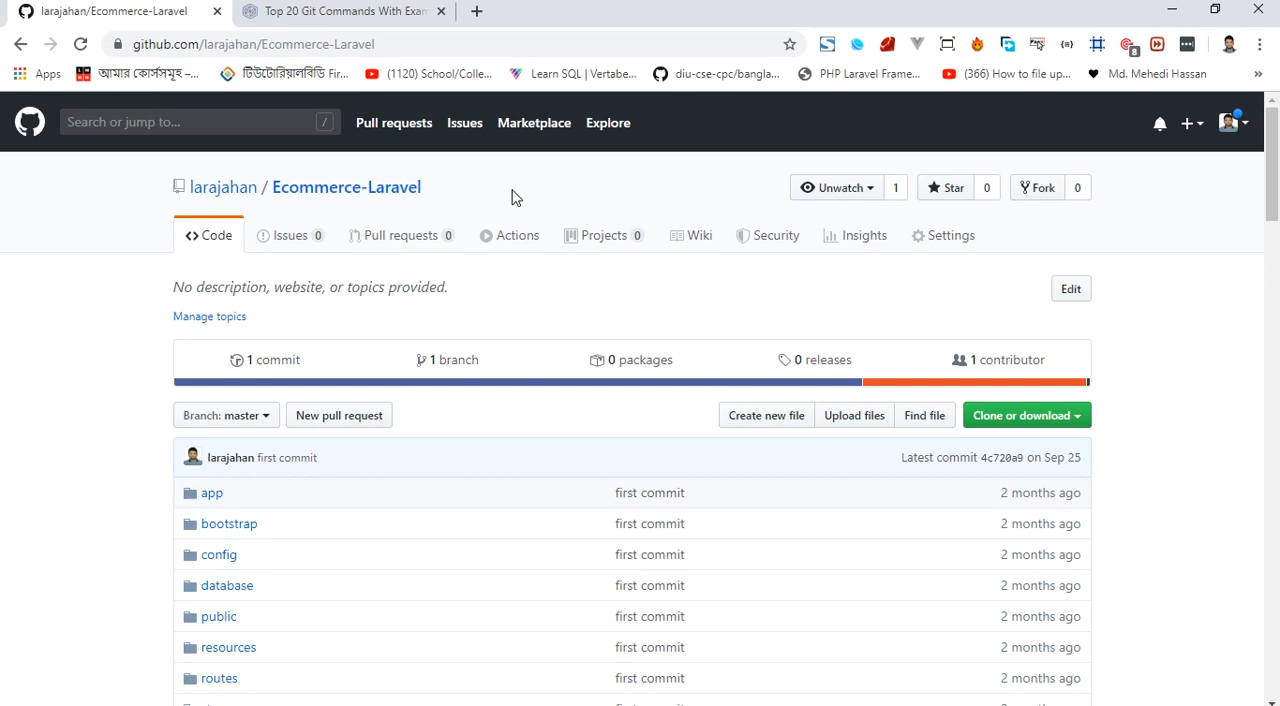 larajahan/Ecommerce-Laravel
Top 20 Git Commands With Exam
github.com/larajahan/Ecommerce-Laravel
8
Apps
আমার কোর্সসমূহ -...
টিউটোরিয়ালবিডি Fir...
(1120) School/Colle...
Learn SQL | Vertabe...
diu-cse-cpc/bangla...
PHP Laravel Frame...
(366) How to file up...
Md. Mehedi Hassan
»
Search or jump to... /
Pull requests Issues Marketplace Explore
larajahan / Ecommerce-Laravel
Unwatch 1 Star 0 Fork 0
Code Issues 0 Pull requests 0 Actions Projects 0 Wiki Security Insights Settings
No description, website, or topics provided.
Edit
Manage topics
1 commit 1 branch 0 packages 0 releases 1 contributor
Branch: master New pull request Create new file Upload files Find file Clone or download
larajahan first commit Latest commit 4c720a9 on Sep 25
app first commit 2 months ago
bootstrap first commit 2 months ago
config first commit 2 months ago
database first commit 2 months ago
public first commit 2 months ago
resources first commit 2 months ago
routes first commit 2 months ago